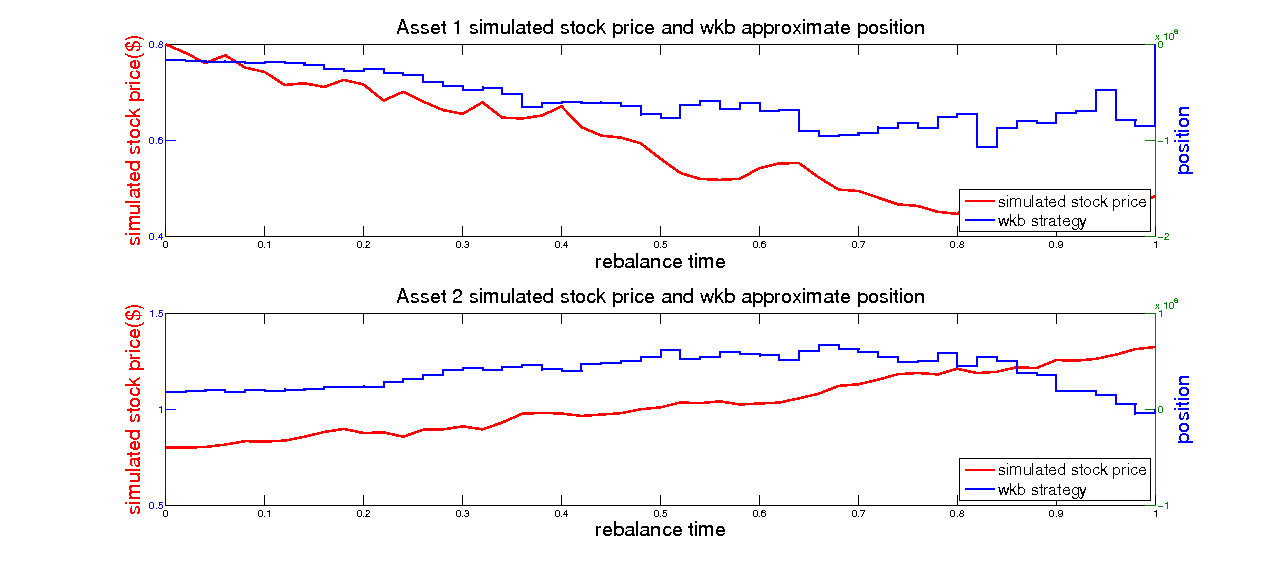 Asset 1 simulated stock price and wkb approximate position
x 10
0.8 0
0.6 -1
0.4 -2
simulated stock price($)
position
simulated stock price
wkb strategy
0 0.1 0.2 0.3 0.4 0.5 0.6 0.7 0.8 0.9 1
rebalance time
Asset 2 simulated stock price and wkb approximate position
x 10
1.5 1
1 0
0.5 -1
simulated stock price($)
position
simulated stock price
wkb strategy
0 0.1 0.2 0.3 0.4 0.5 0.6 0.7 0.8 0.9 1
rebalance time